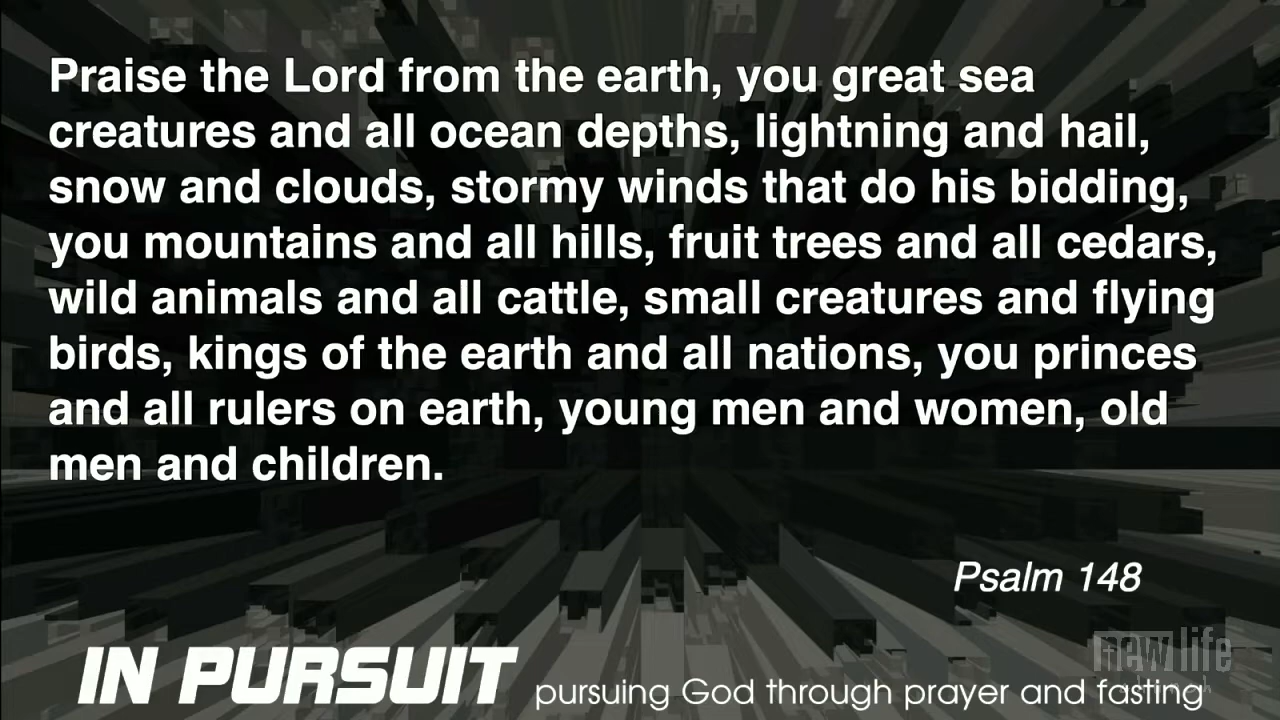 Praise the Lord from the earth, you great sea
creatures and all ocean depths, lightning and hail,
snow and clouds, stormy winds that do his bidding,
you mountains and all hills, fruit trees and all cedars,
wild animals and all cattle, small creatures and flying
birds, kings of the earth and all nations, you princes
and all rulers on earth, young men and women, old
men and children.
Psalm 148
new life
church
IN PURSUIT pursuing God through prayer and fasting